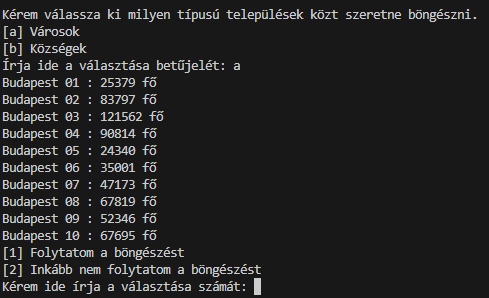 Kérem válassza ki milyen típusú települések közt szeretne böngészni.
[a] Városok
[b] Községek
Írja ide a választása betűjelét: a
Budapest 01 : 25379 fő
Budapest 02 : 83797 fő
Budapest 03 : 121562 fő
Budapest 04 : 90814 fő
Budapest 05 : 24340 fő
Budapest 06 : 35001 fő
Budapest 07 : 47173 fő
Budapest 08 : 67819 fő
Budapest 09 : 52346 fő
Budapest 10 : 67695 fő
[1] Folytatom a böngészést
[2] Inkább nem folytatom a böngészést
Kérem ide írja a választása számát: